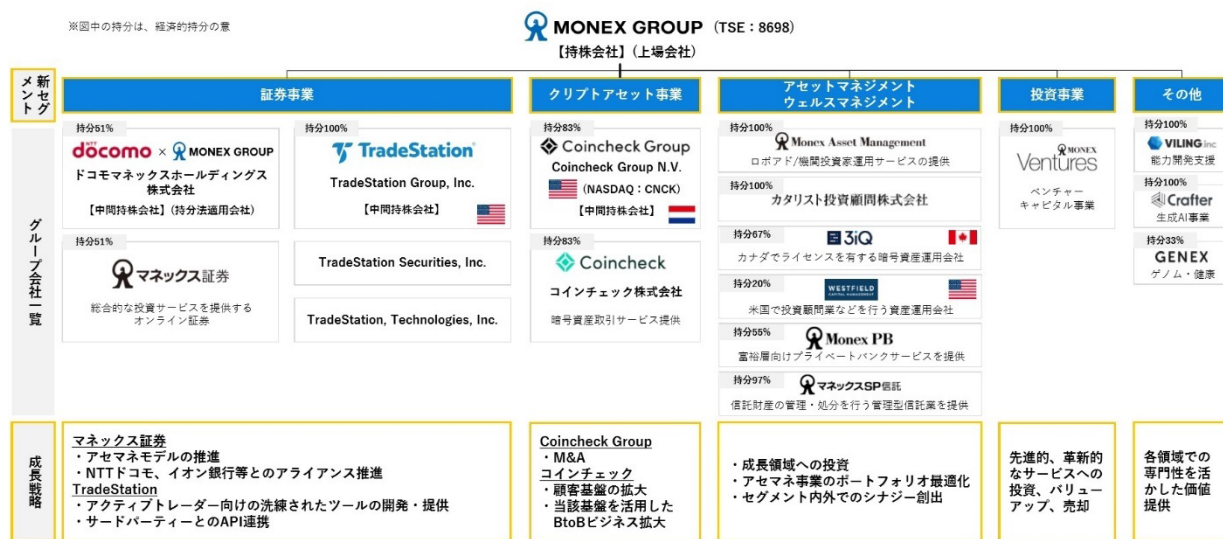 ※図中の持分は、経済的持分の意
MONEX GROUP (TSE:8698)
【持株会社】(上場会社)
新セグメント
証券事業
クリプトアセット事業
アセットマネジメント
ウェルスマネジメント
投資事業
その他
グループ会社一覧
持分51%
NTT
döcomo × MONEX GROUP
ドコモマネックスホールディングス
株式会社
【中間持株会社】(持分法適用会社)
持分51%
マネックス証券
総合的な投資サービスを提供する
オンライン証券
持分100%
TradeStation
TradeStation Group, Inc.
【中間持株会社】
TradeStation Securities, Inc.
TradeStation, Technologies, Inc.
持分83%
Coincheck Group
Coincheck Group N.V.
(NASDAQ:CNCK)
【中間持株会社】
持分83%
Coincheck
コインチェック株式会社
暗号資産取引サービス提供
持分100%
Monex Asset Management
ロボアド/機関投資家運用サービスの提供
持分100%
カタリスト投資顧問株式会社
持分67%
3iQ
カナダでライセンスを有する暗号資産運用会社
持分20%
WESTFIELD
CAPITAL MANAGEMENT
米国で投資顧問業などを行う資産運用会社
持分55%
Monex PB
富裕層向けプライベートバンクサービスを提供
持分97%
マネックスSP信託
信託財産の管理・処分を行う管理型信託業を提供
持分100%
MONEX
Ventures
ベンチャー
キャピタル事業
持分100%
VILING inc
能力開発支援
持分100%
Crafter
生成AI事業
持分33%
GENEX
ゲノム・健康
成長戦略
マネックス証券
・アセマネモデルの推進
・NTTドコモ、イオン銀行等とのアライアンス推進
TradeStation
・アクティブトレーダー向けの洗練されたツールの開発・提供
・サードパーティーとのAPI連携
Coincheck Group
・M&A
コインチェック
・顧客基盤の拡大
・当該基盤を活用した
BtoBビジネス拡大
・成長領域への投資
・アセマネ事業のポートフォリオ最適化
・セグメント内外でのシナジー創出
先進的、革新的
なサービスへの
投資、バリュー
アップ、売却
各領域での
専門性を活
かした価値
提供